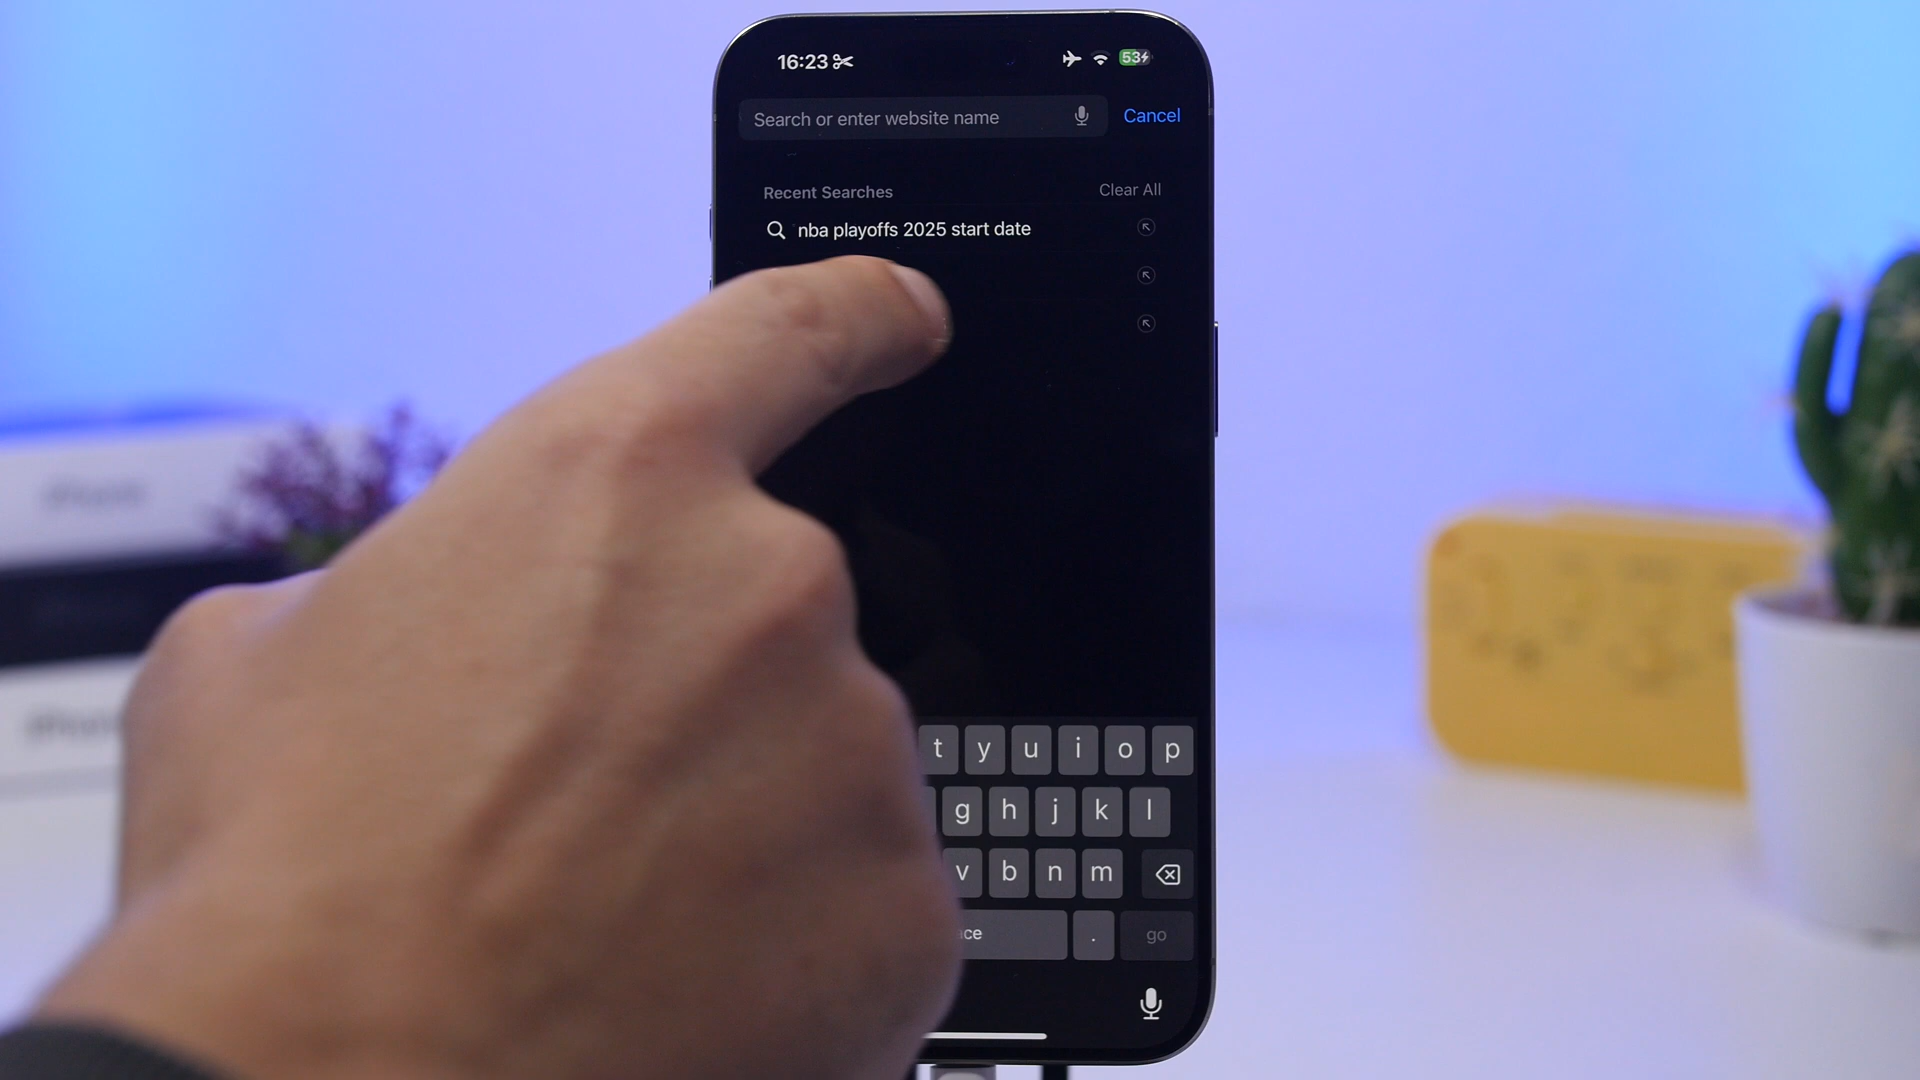 16:23
53
Search or enter website name
Cancel
Recent Searches
Clear All
nba playoffs 2025 start date
t y u i o p
g h j k l
v b n m
. go